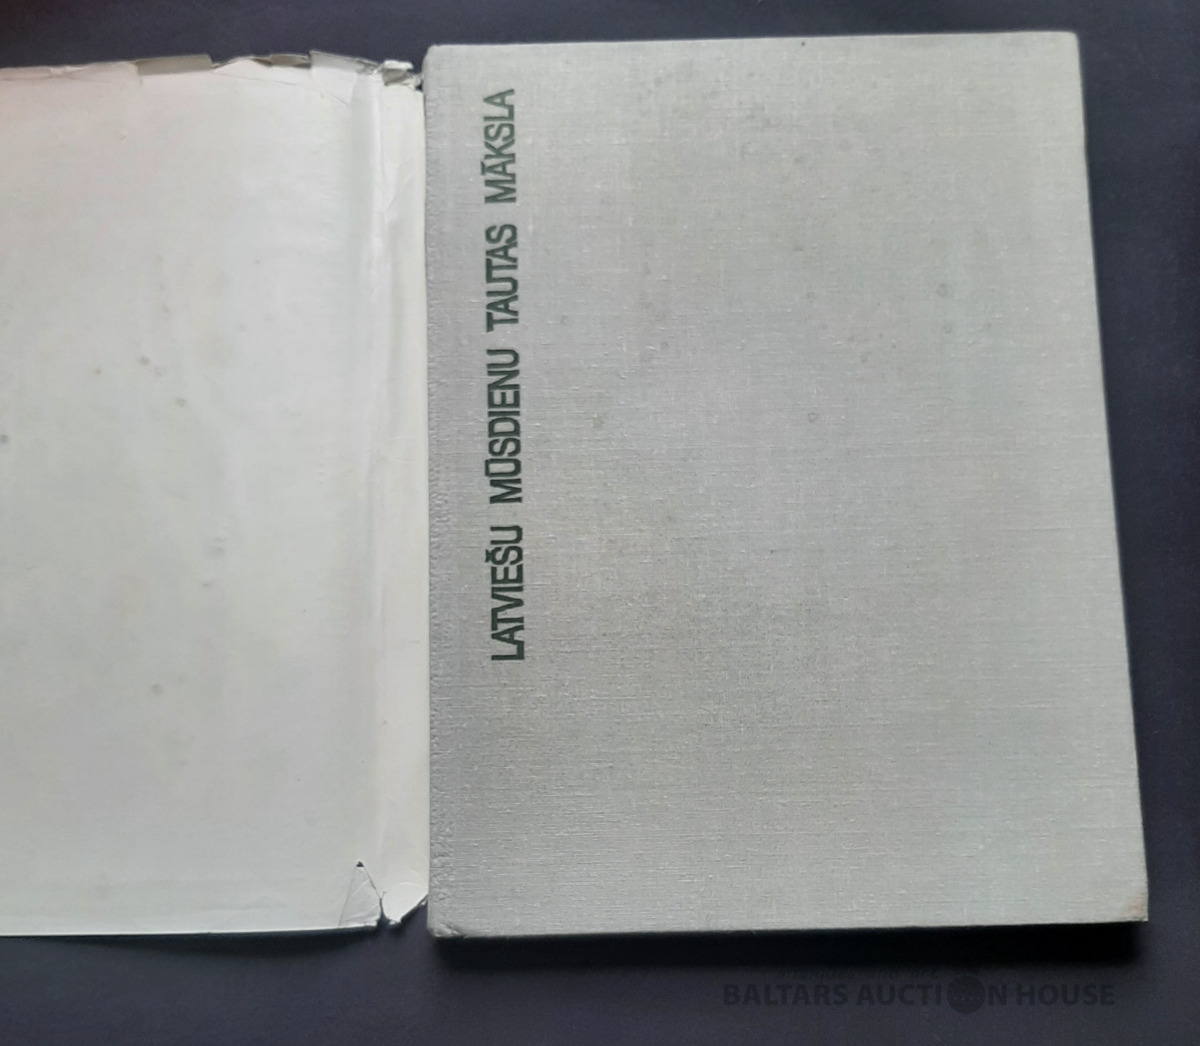 LATVIEŠU MŪSDIENU TAUTAS MĀKSLA
BALTARS AUCTION HOUSE